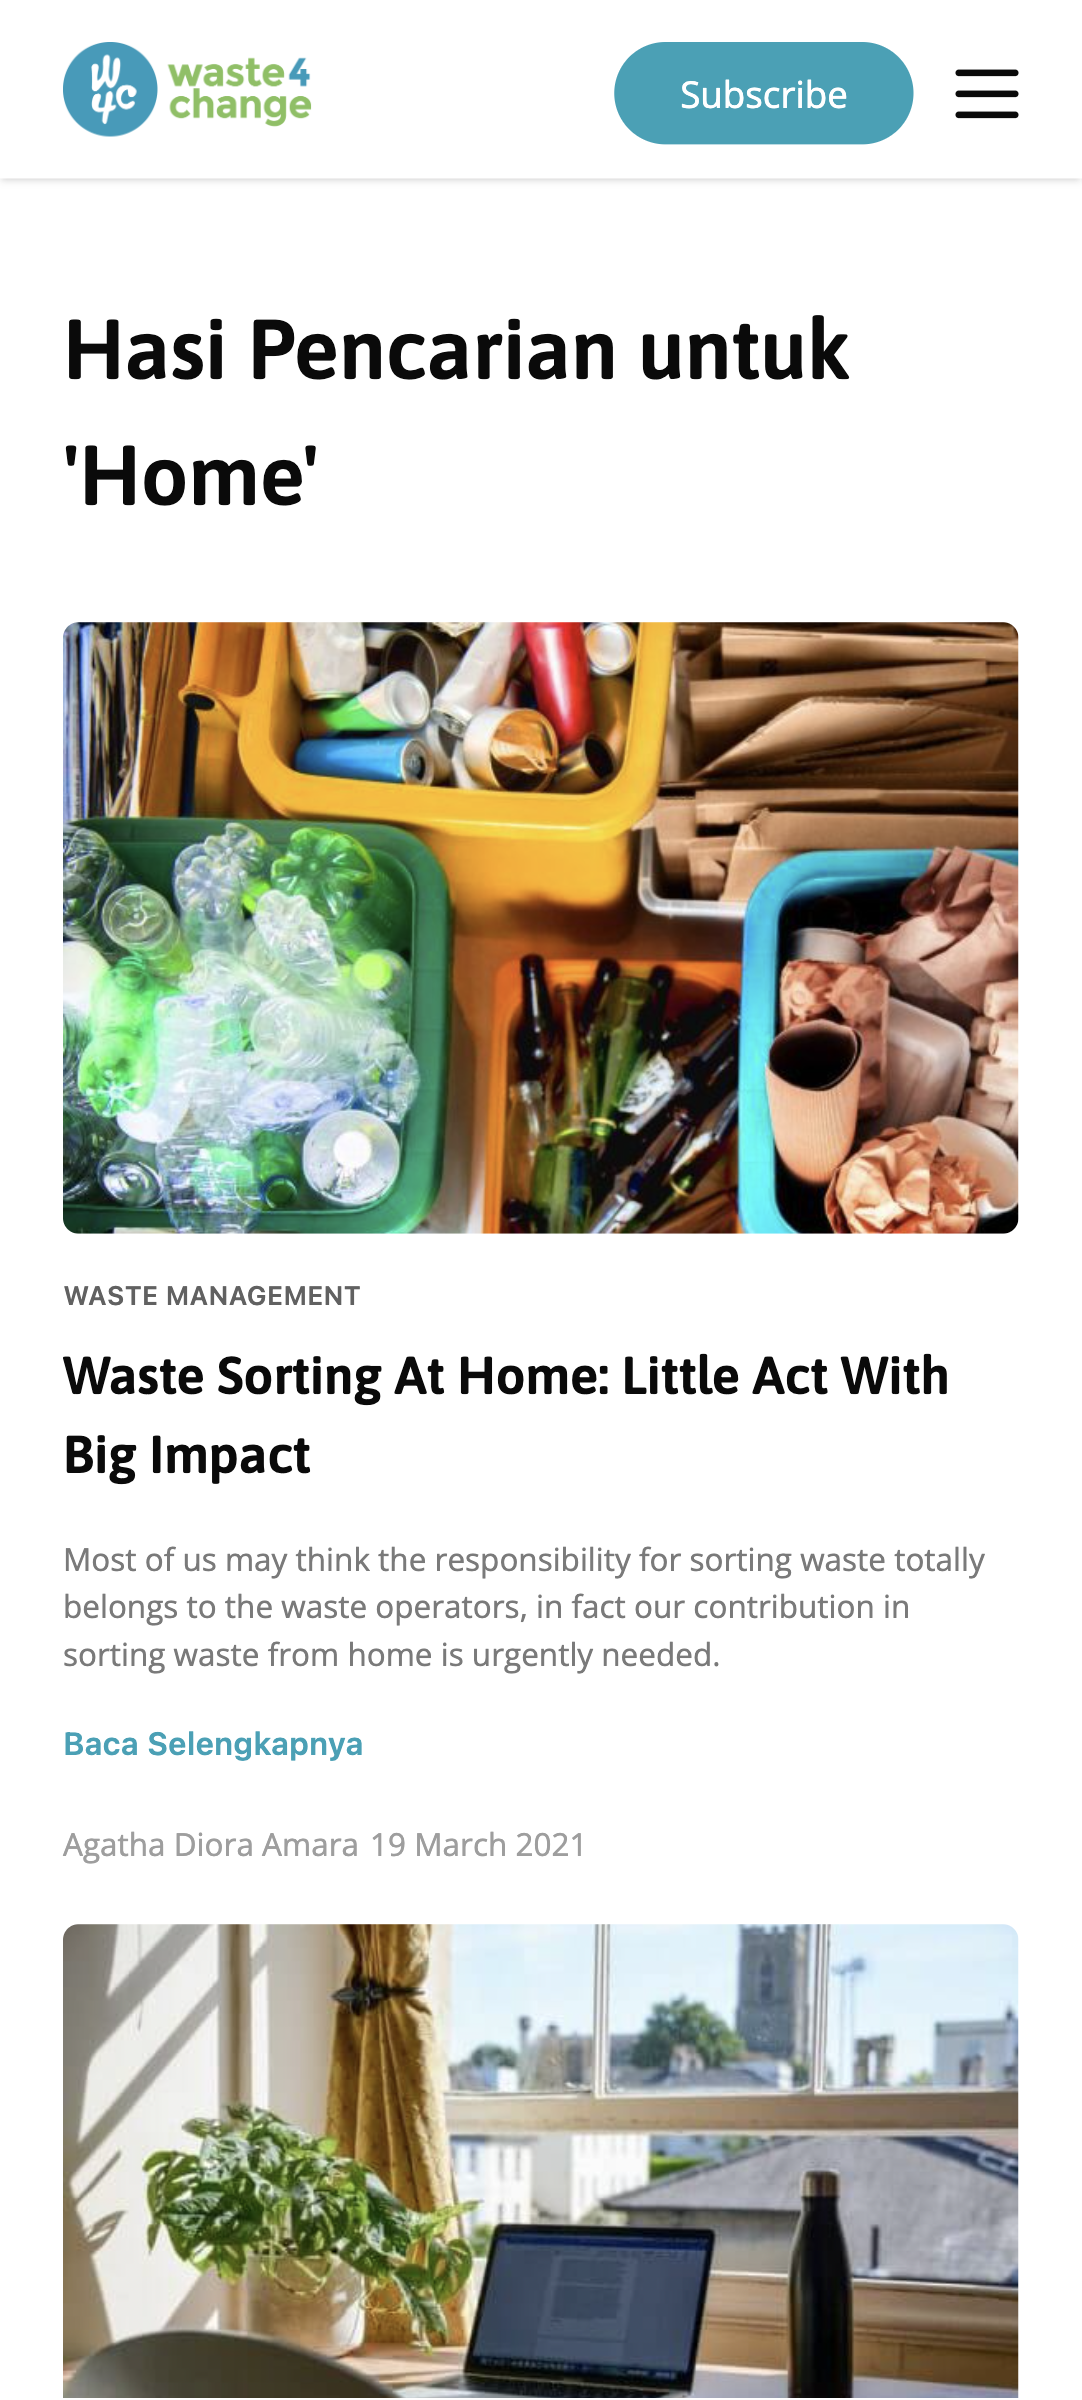 W4C
waste4
change
Subscribe
Hasi Pencarian untuk
'Home'
WASTE MANAGEMENT
Waste Sorting At Home: Little Act With
Big Impact
Most of us may think the responsibility for sorting waste totally
belongs to the waste operators, in fact our contribution in
sorting waste from home is urgently needed.
Baca Selengkapnya
Agatha Diora Amara 19 March 2021